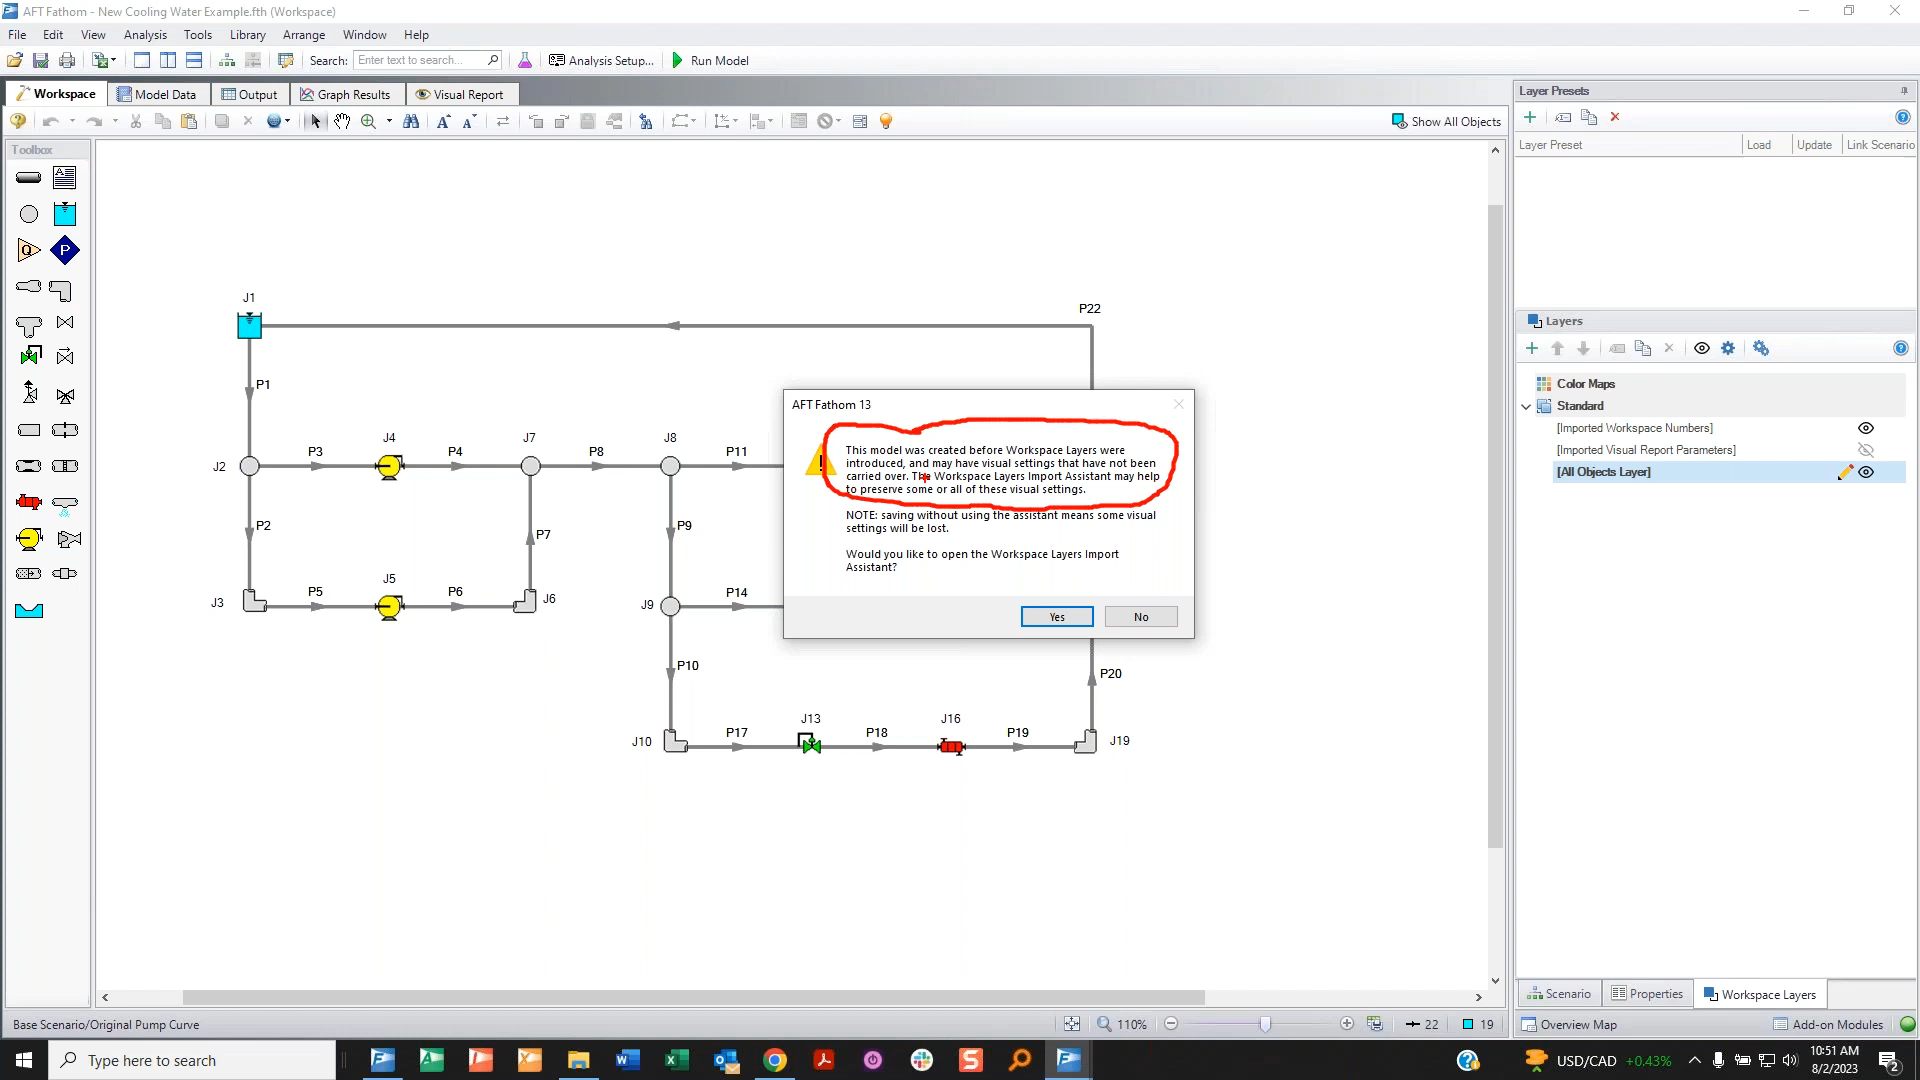 AFT Fathom - New Cooling Water Example.fth (Workspace)
File Edit View Analysis Tools Library Arrange Window Help
Search: Enter text to search... Analysis Setup... Run Model
Workspace Model Data Output Graph Results Visual Report
Show All Objects
Toolbox
J1
P22
P1
J4 J7 J8
P3 P4 P8 P11
J2
P2 P7 P9
J5
P5 P6 P14
J3 J6 J9
P10 P20
J13 J16
P17 P18 P19
J10 J19
AFT Fathom 13
This model was created before Workspace Layers were
introduced, and may have visual settings that have not been
carried over. The Workspace Layers Import Assistant may help
to preserve some or all of these visual settings.
NOTE: saving without using the assistant means some visual
settings will be lost.
Would you like to open the Workspace Layers Import
Assistant?
Yes No
Layer Presets
Layer Preset Load Update Link Scenario
Layers
Color Maps
Standard
[Imported Workspace Numbers]
[Imported Visual Report Parameters]
[All Objects Layer]
Scenario Properties Workspace Layers
Base Scenario/Original Pump Curve 110% 22 19 Overview Map Add-on Modules
Type here to search USD/CAD +0.43% 10:51 AM
8/2/2023 2